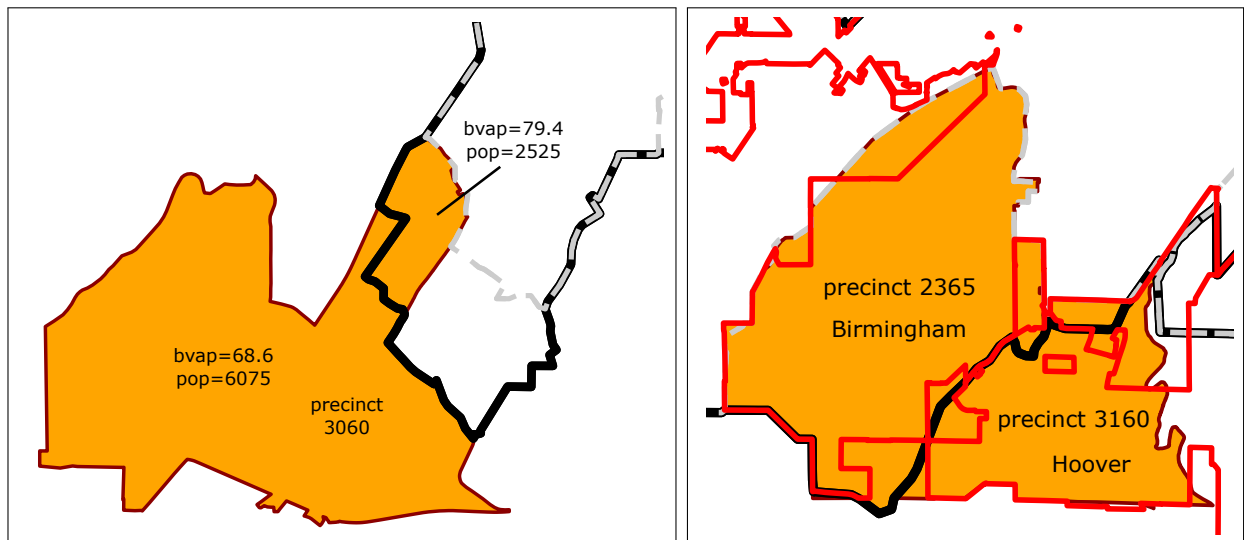 bvap=79.4
pop=2525
bvap=68.6
pop=6075
precinct
3060
precinct 2365
Birmingham
precinct 3160
Hoover